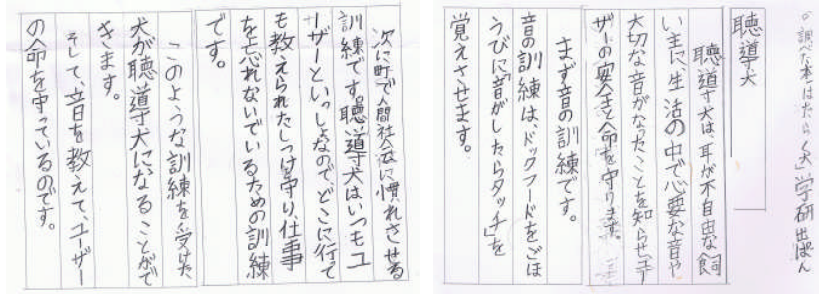 ◦調べた本「はたらく犬」学研出ぱん
聴導犬
聴導犬は、耳が不自由な飼
い主に、生活の中で心要な音や
大切な音がなったことを知らせ、ユー
ザーの安全と命を守ります。
まず音の訓練です。
音の訓練は、ドックフードをごほ
うびに「音がしたらタッチ」を
覚えさせます。
次に町で人間社会に慣れさせる
訓練です。聴導犬はいつもユ
ーザーといっしょなのでどこに行って
も教えられたしつけ守り、仕事
を忘れないでいるための訓練
です。
このような訓練を受けた
犬が聴導犬になることがで
きます。
そして、音を教えて、ユーザー
の命を守っているのです。